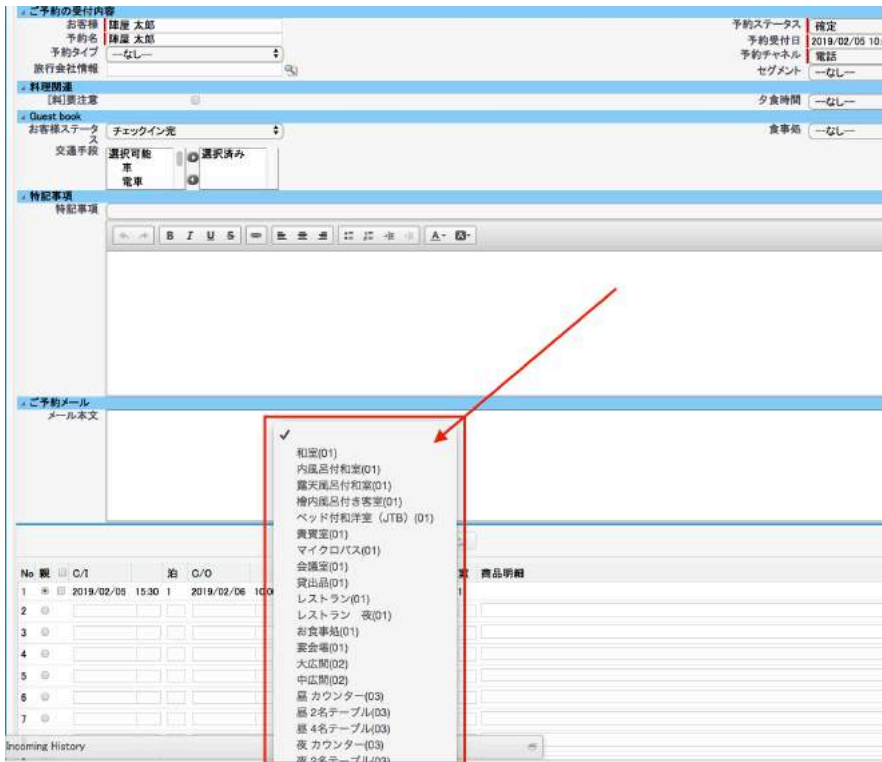 ご予約の受付内容
お客様 陣屋 太郎 予約ステータス 確定
予約名 陣屋 太郎 予約受付日 2019/02/05 10:
予約タイプ --なし-- 予約チャネル 電話
旅行会社情報 セグメント --なし--
料理関連
[料]要注意 夕食時間 --なし--
Guest book
お客様ステータス チェックイン完 食事処 --なし--
交通手段 選択可能 選択済み
車
電車
特記事項
特記事項
B I U S A A
ご予約メール
メール本文
✓
和室(01)
内風呂付和室(01)
露天風呂付和室(01)
檜内風呂付き客室(01)
ベッド付和洋室（JTB）(01)
貴賓室(01)
マイクロバス(01)
会議室(01)
貸出品(01)
レストラン(01)
レストラン 夜(01)
お食事処(01)
宴会場(01)
大広間(02)
中広間(02)
昼 カウンター(03)
昼 2名テーブル(03)
昼 4名テーブル(03)
夜 カウンター(03)
夜 2名テーブル(03)
No 親 C/I 泊 C/O 商品明細
1 2019/02/05 15:30 1 2019/02/06 10:00 1
2
3
4
5
6
7
Incoming History